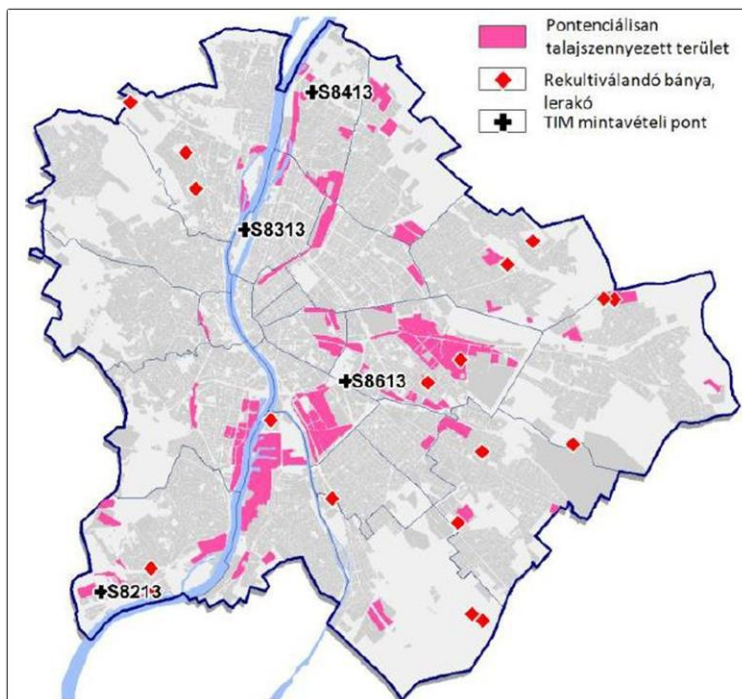 Pontenciálisan
talajszennyezett terület
Rekultiválandó bánya,
lerakó
TIM mintavételi pont
S8413
S8313
S8613
S8213